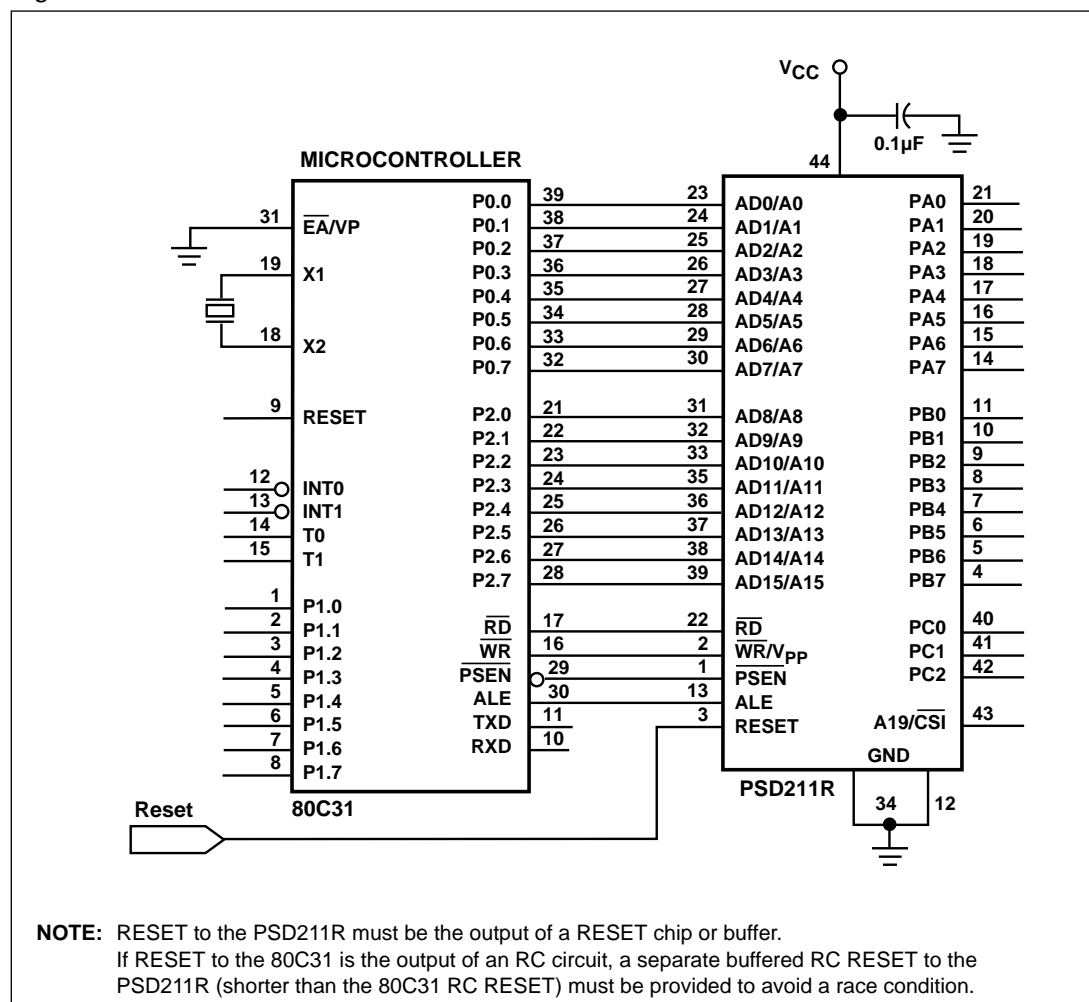 VCC
0.1µF
44
MICROCONTROLLER
31 EA/VP
19 X1
18 X2
9 RESET
12 INT0
13 INT1
14 T0
15 T1
1 P1.0
2 P1.1
3 P1.2
4 P1.3
5 P1.4
6 P1.5
7 P1.6
8 P1.7
P0.0 39
P0.1 38
P0.2 37
P0.3 36
P0.4 35
P0.5 34
P0.6 33
P0.7 32
P2.0 21
P2.1 22
P2.2 23
P2.3 24
P2.4 25
P2.5 26
P2.6 27
P2.7 28
RD 17
WR 16
PSEN 29
ALE 30
TXD 11
RXD 10
80C31
23 AD0/A0
24 AD1/A1
25 AD2/A2
26 AD3/A3
27 AD4/A4
28 AD5/A5
29 AD6/A6
30 AD7/A7
31 AD8/A8
32 AD9/A9
33 AD10/A10
35 AD11/A11
36 AD12/A12
37 AD13/A13
38 AD14/A14
39 AD15/A15
22 RD
2 WR/VPP
1 PSEN
13 ALE
3 RESET
PA0 21
PA1 20
PA2 19
PA3 18
PA4 17
PA5 16
PA6 15
PA7 14
PB0 11
PB1 10
PB2 9
PB3 8
PB4 7
PB5 6
PB6 5
PB7 4
PC0 40
PC1 41
PC2 42
A19/CSI 43
GND
PSD211R
34 12
Reset
NOTE: RESET to the PSD211R must be the output of a RESET chip or buffer.
If RESET to the 80C31 is the output of an RC circuit, a separate buffered RC RESET to the
PSD211R (shorter than the 80C31 RC RESET) must be provided to avoid a race condition.